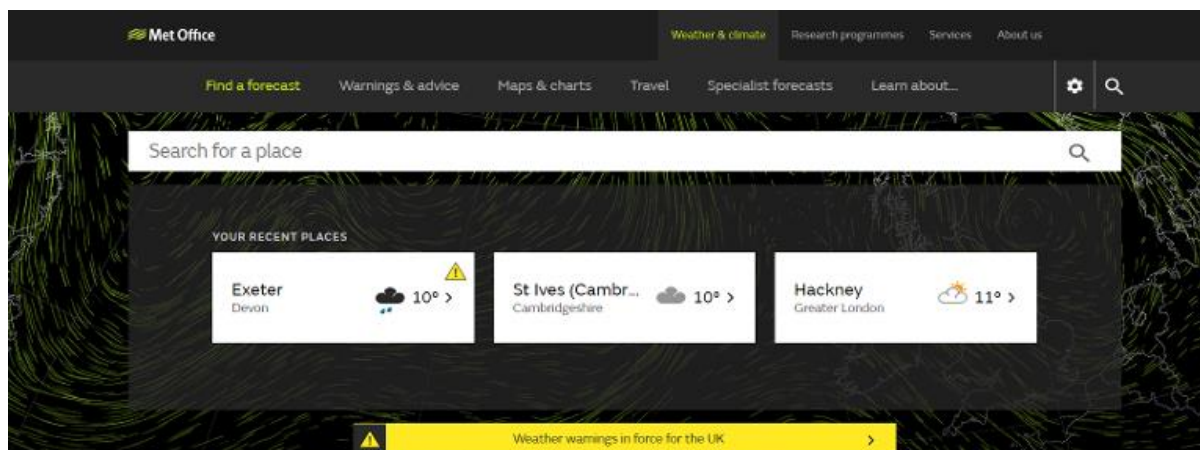 Met Office
Weather & climate Research programmes Services About us
Find a forecast Warnings & advice Maps & charts Travel Specialist forecasts Learn about...
Search for a place
YOUR RECENT PLACES
Exeter
Devon
10° >
St Ives (Cambr...
Cambridgeshire
10° >
Hackney
Greater London
11° >
Weather warnings in force for the UK >